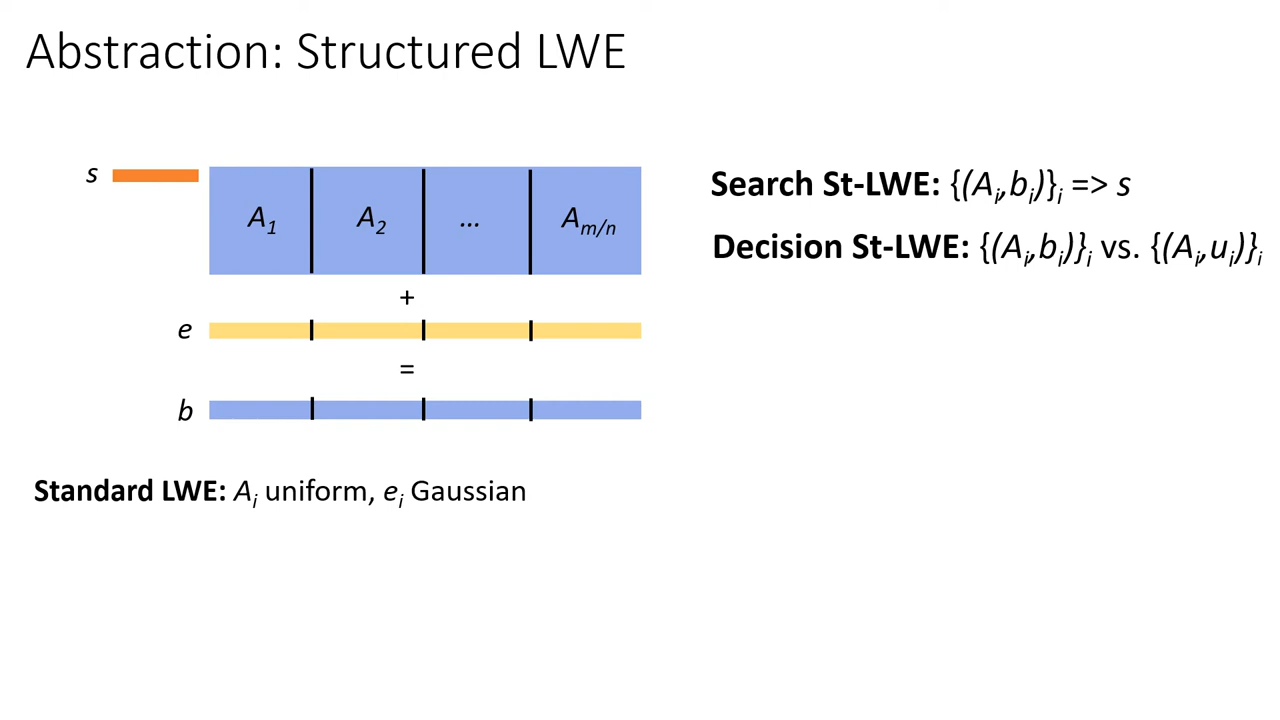 Abstraction: Structured LWE
s
A1 A2 ... Am/n
+
e
=
b
Standard LWE: Ai uniform, ei Gaussian
Search St-LWE: {(Ai,bi)}i => s
Decision St-LWE: {(Ai,bi)}i vs. {(Ai,ui)}i